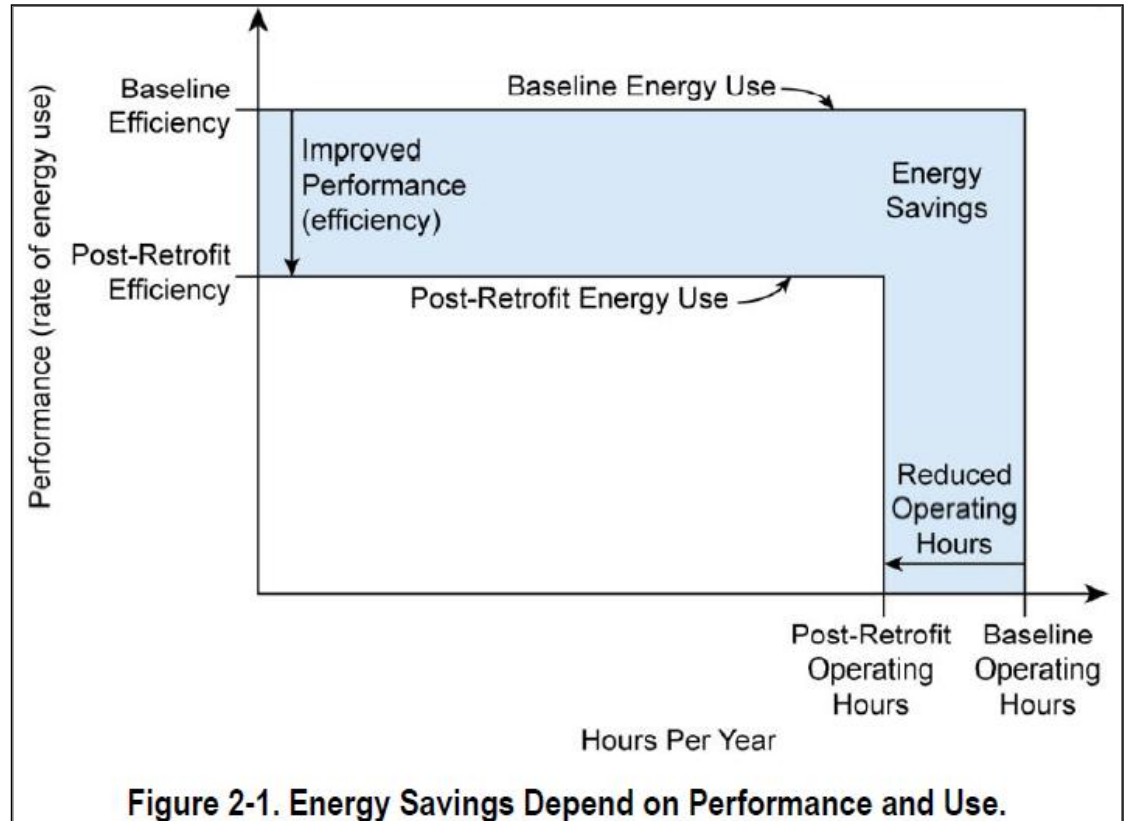 Performance (rate of energy use)
Baseline
Efficiency
Baseline Energy Use
Improved
Performance
(efficiency)
Energy
Savings
Post-Retrofit
Efficiency
Post-Retrofit Energy Use
Reduced
Operating
Hours
Post-Retrofit
Operating
Hours
Baseline
Operating
Hours
Hours Per Year
Figure 2-1. Energy Savings Depend on Performance and Use.